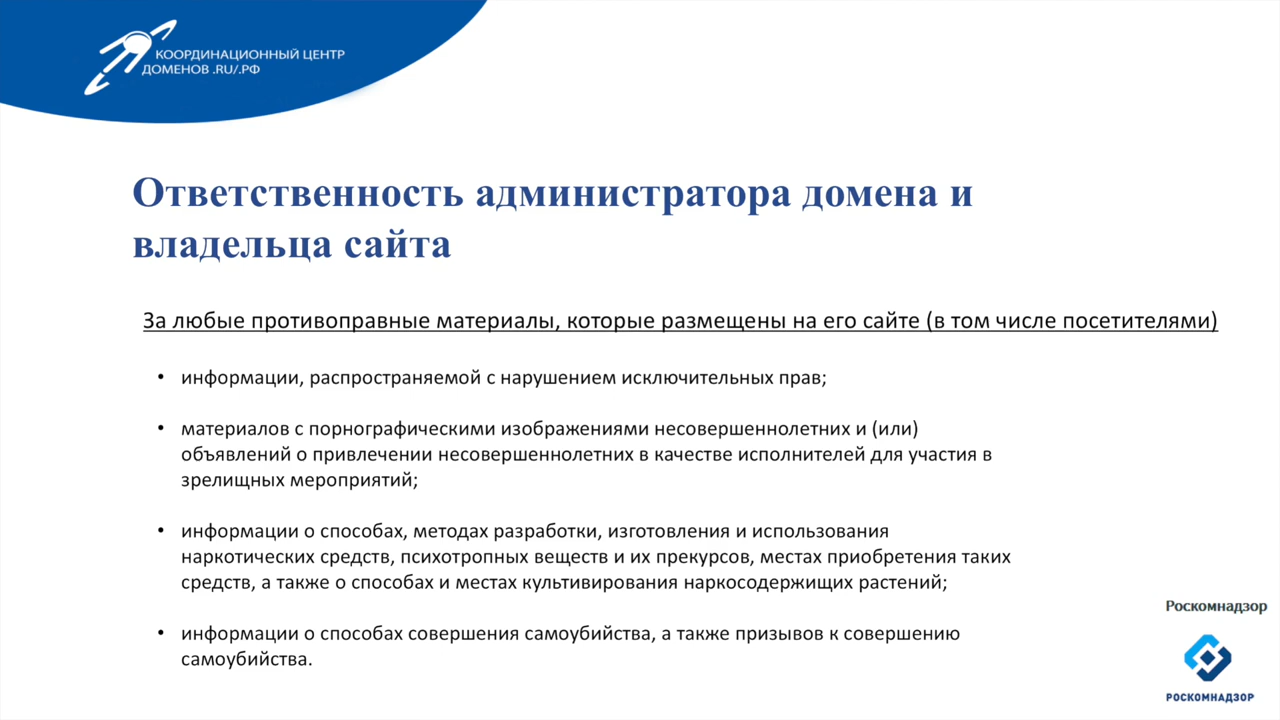 КООРДИНАЦИОННЫЙ ЦЕНТР
ДОМЕНОВ .RU/.РФ
Ответственность администратора домена и
владельца сайта
За любые противоправные материалы, которые размещены на его сайте (в том числе посетителями)
• информации, распространяемой с нарушением исключительных прав;
• материалов с порнографическими изображениями несовершеннолетних и (или)
объявлений о привлечении несовершеннолетних в качестве исполнителей для участия в
зрелищных мероприятий;
• информации о способах, методах разработки, изготовления и использования
наркотических средств, психотропных веществ и их прекурсов, местах приобретения таких
средств, а также о способах и местах культивирования наркосодержищих растений;
• информации о способах совершения самоубийства, а также призывов к совершению
самоубийства.
Роскомнадзор
РОСКОМНАДЗОР